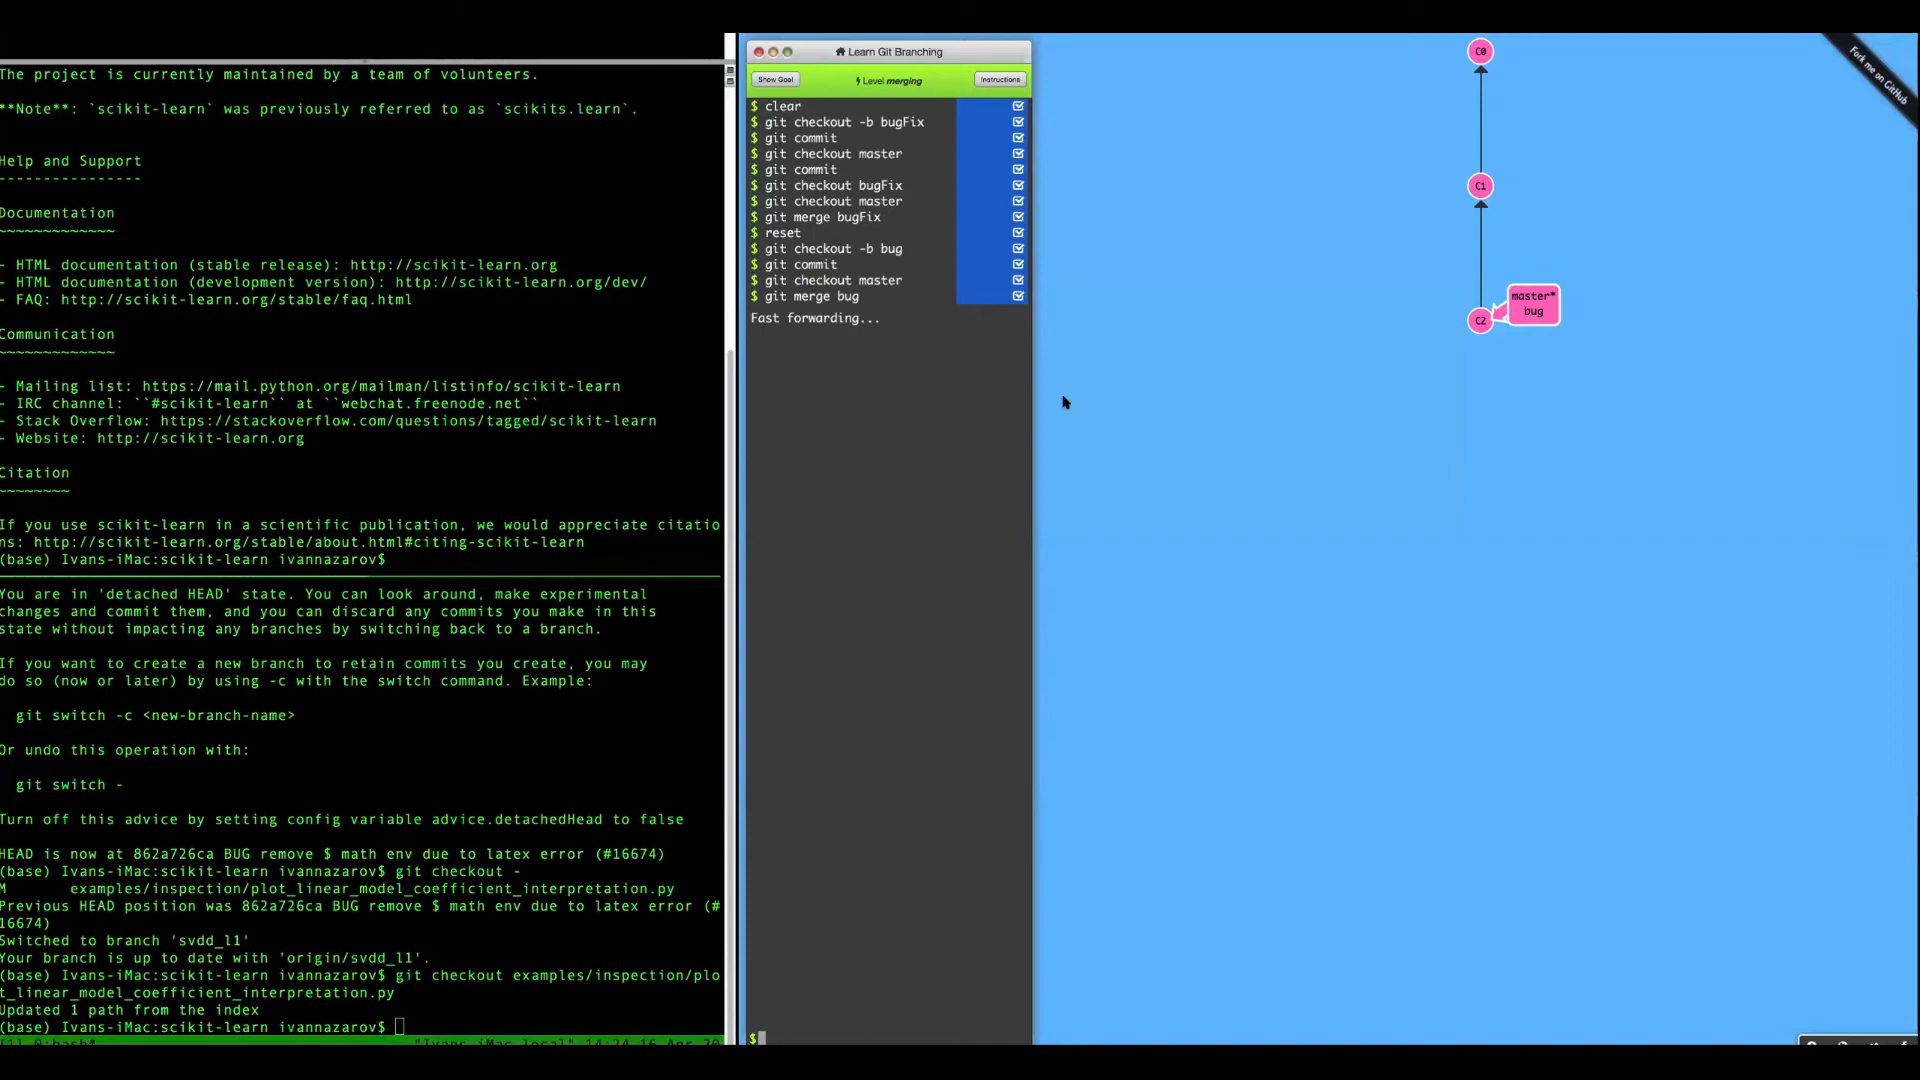 The project is currently maintained by a team of volunteers.
**Note**: `scikit-learn` was previously referred to as `scikits.learn`.
Help and Support
----------------
Documentation
~~~~~~~~~~~~~
- HTML documentation (stable release): http://scikit-learn.org
- HTML documentation (development version): http://scikit-learn.org/dev/
- FAQ: http://scikit-learn.org/stable/faq.html
Communication
~~~~~~~~~~~~~
- Mailing list: https://mail.python.org/mailman/listinfo/scikit-learn
- IRC channel: ``#scikit-learn`` at ``webchat.freenode.net``
- Stack Overflow: https://stackoverflow.com/questions/tagged/scikit-learn
- Website: http://scikit-learn.org
Citation
~~~~~~~~
If you use scikit-learn in a scientific publication, we would appreciate citatio
ns: http://scikit-learn.org/stable/about.html#citing-scikit-learn
(base) Ivans-iMac:scikit-learn ivannazarov$
You are in 'detached HEAD' state. You can look around, make experimental
changes and commit them, and you can discard any commits you make in this
state without impacting any branches by switching back to a branch.
If you want to create a new branch to retain commits you create, you may
do so (now or later) by using -c with the switch command. Example:
git switch -c <new-branch-name>
Or undo this operation with:
git switch -
Turn off this advice by setting config variable advice.detachedHead to false
HEAD is now at 862a726ca BUG remove $ math env due to latex error (#16674)
(base) Ivans-iMac:scikit-learn ivannazarov$ git checkout -
M       examples/inspection/plot_linear_model_coefficient_interpretation.py
Previous HEAD position was 862a726ca BUG remove $ math env due to latex error (#
16674)
Switched to branch 'svdd_l1'
Your branch is up to date with 'origin/svdd_l1'.
(base) Ivans-iMac:scikit-learn ivannazarov$ git checkout examples/inspection/plo
t_linear_model_coefficient_interpretation.py
Updated 1 path from the index
(base) Ivans-iMac:scikit-learn ivannazarov$
[1] 0:bash* "Ivans-iMac.local" 14:24 16-Apr-20
Learn Git Branching
Show Goal
Level merging
Instructions
$ clear
$ git checkout -b bugFix
$ git commit
$ git checkout master
$ git commit
$ git checkout bugFix
$ git checkout master
$ git merge bugFix
$ reset
$ git checkout -b bug
$ git commit
$ git checkout master
$ git merge bug
Fast forwarding...
$
C0
C1
C2
master*
bug
Fork me on GitHub